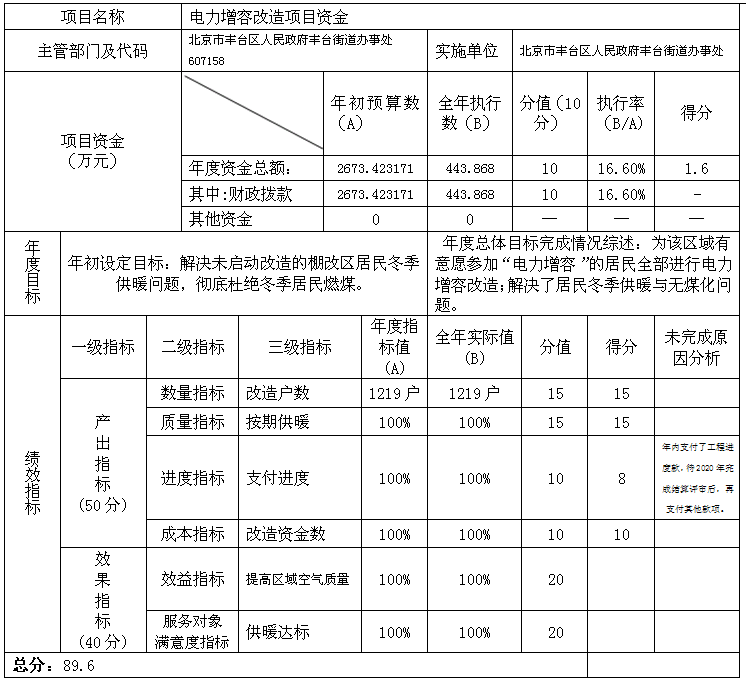 项目名称 电力增容改造项目资金
主管部门及代码 北京市丰台区人民政府丰台街道办事处 607158 实施单位 北京市丰台区人民政府丰台街道办事处
项目资金（万元） 年初预算数（A） 全年执行数（B） 分值（10分） 执行率（B/A） 得分
年度资金总额： 2673.423171 443.868 10 16.60% 1.6
其中:财政拨款 2673.423171 443.868 10 16.60% -
其他资金 0 0 — — —
年度目标
年初设定目标：解决未启动改造的棚改区居民冬季
供暖问题，彻底杜绝冬季居民燃煤。
年度总体目标完成情况综述：为该区域有
意愿参加“电力增容”的居民全部进行电力
增容改造；解决了居民冬季供暖与无煤化问
题。
绩效指标
一级指标 二级指标 三级指标 年度指标值(A) 全年实际值(B) 分值 得分 未完成原因分析
产出指标(50分)
数量指标 改造户数 1219户 1219户 15 15
质量指标 按期供暖 100% 100% 15 15
进度指标 支付进度 100% 100% 10 8
年内支付了工程进
度款，待2020年完
成结算评审后，再
支付其他款项。
成本指标 改造资金数 100% 100% 10 10
效果指标(40分)
效益指标 提高区域空气质量 100% 100% 20
服务对象满意度指标 供暖达标 100% 100% 20
总分：89.6